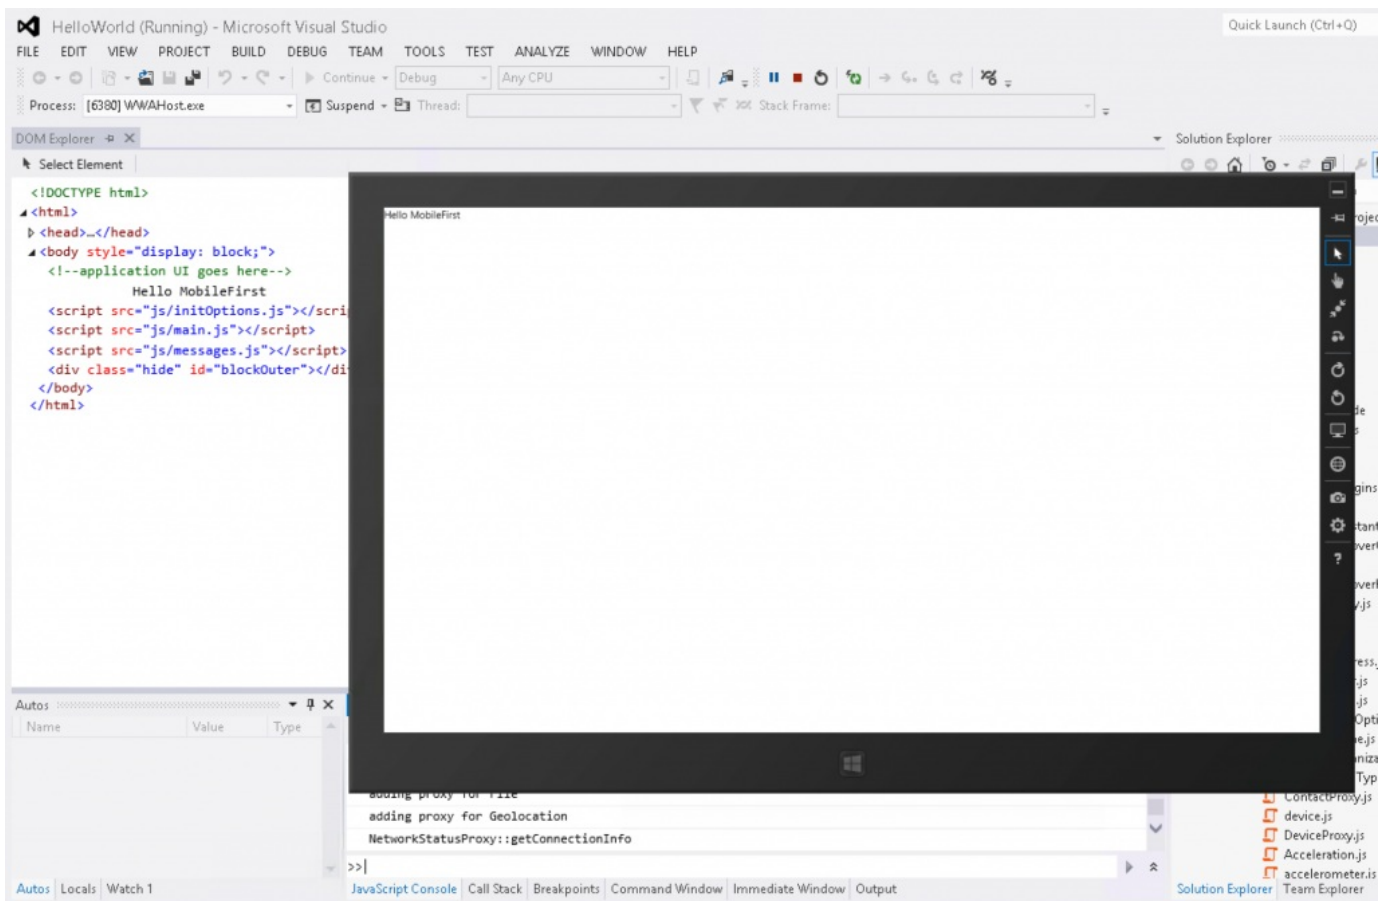 HelloWorld (Running) - Microsoft Visual Studio
Quick Launch (Ctrl+Q)
FILE EDIT VIEW PROJECT BUILD DEBUG TEAM TOOLS TEST ANALYZE WINDOW HELP
Continue Debug Any CPU
Process: [6380] WWAHost.exe Suspend Thread: Stack Frame:
DOM Explorer
Solution Explorer
Select Element
<!DOCTYPE html>
<html>
<head>…</head>
<body style="display: block;">
<!--application UI goes here-->
Hello MobileFirst
<script src="js/initOptions.js"></scri
<script src="js/main.js"></script>
<script src="js/messages.js"></script>
<div class="hide" id="blockOuter"></di
</body>
</html>
Hello MobileFirst
Autos
Name Value Type
adding proxy for File
adding proxy for Geolocation
NetworkStatusProxy::getConnectionInfo
>>
ContactProxy.js
device.js
DeviceProxy.js
Acceleration.js
accelerometer.js
Autos Locals Watch 1
JavaScript Console Call Stack Breakpoints Command Window Immediate Window Output
Solution Explorer Team Explorer